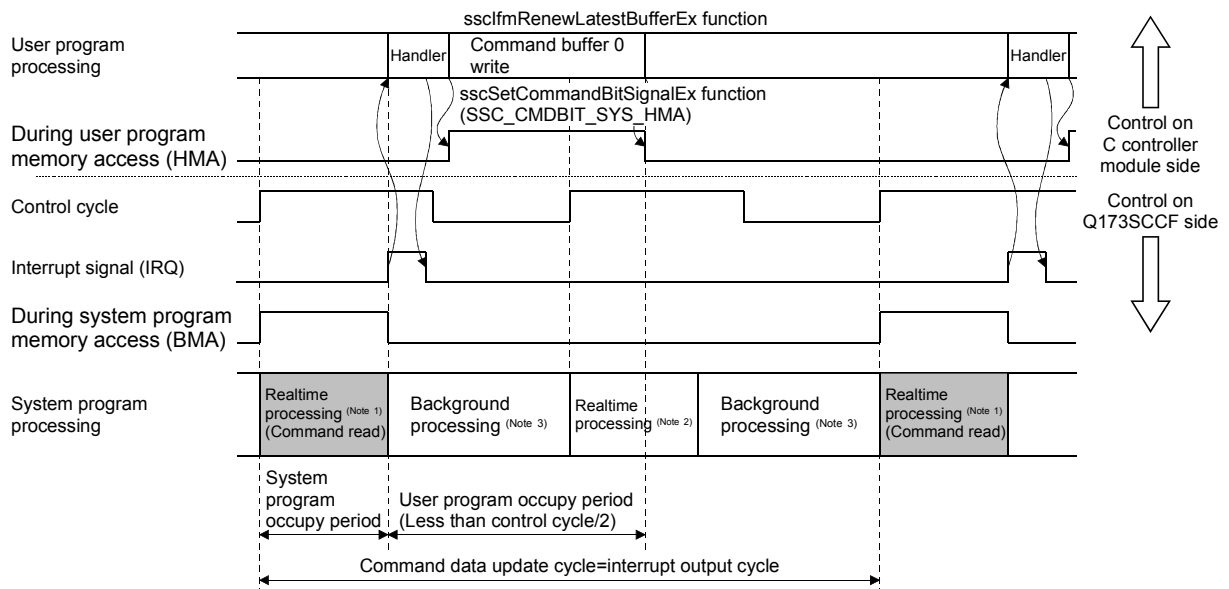 sscIfmRenewLatestBufferEx function
User program
processing
Handler
Command buffer 0
write
Handler
sscSetCommandBitSignalEx function
(SSC_CMDBIT_SYS_HMA)
During user program
memory access (HMA)
Control on
C controller
module side
Control cycle
Control on
Q173SCCF side
Interrupt signal (IRQ)
During system program
memory access (BMA)
System program
processing
Realtime
processing (Note 1)
(Command read)
Background
processing (Note 3)
Realtime
processing (Note 2)
Background
processing (Note 3)
Realtime
processing (Note 1)
(Command read)
System
program
occupy period
User program occupy period
(Less than control cycle/2)
Command data update cycle=interrupt output cycle